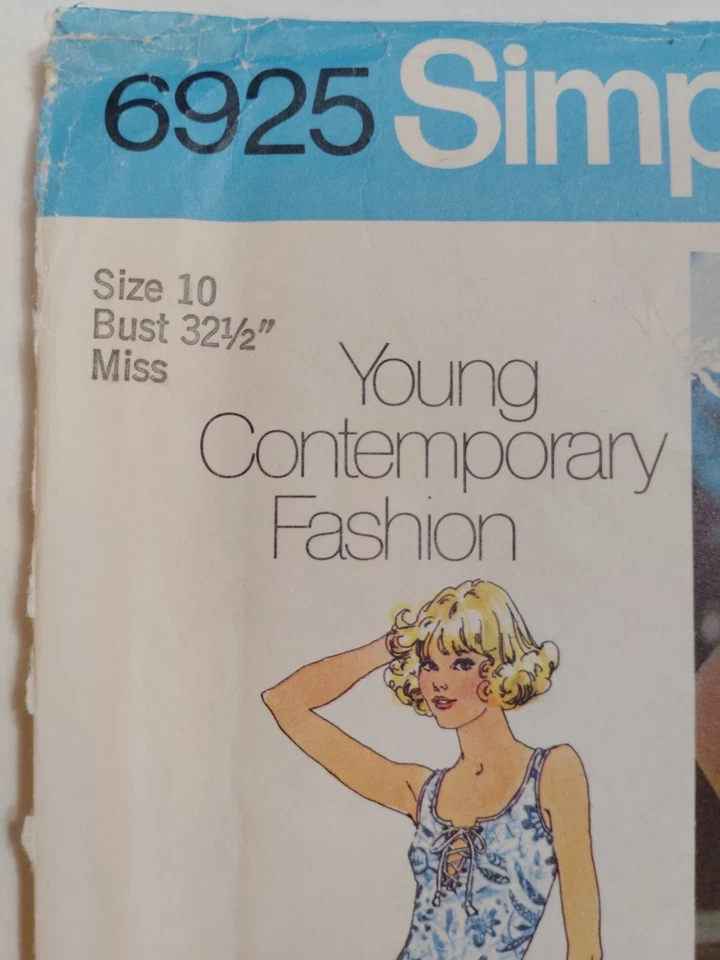 6925 Simp
Size 10
Bust 32½"
Miss
Young
Contemporary
Fashion